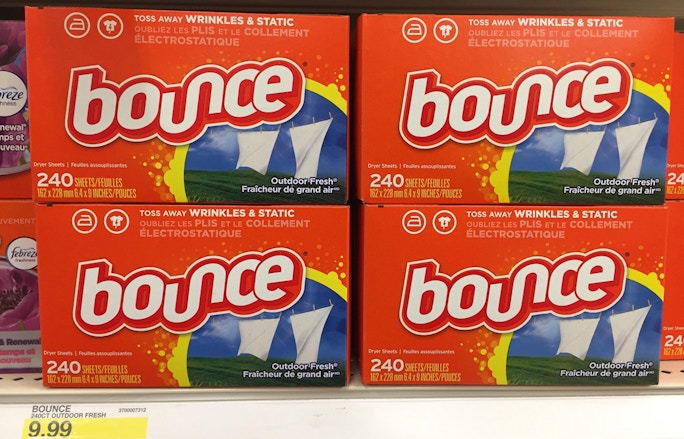 TOSS AWAY WRINKLES & STATIC
OUBLIEZ LES PLIS ET LE COLLEMENT
ÉLECTROSTATIQUE
bounce®
Dryer Sheets | Feuilles assouplissantes
240 SHEETS/FEUILLES
162 x 228 mm 6.4 x 9 INCHES/POUCES
Outdoor Fresh®
Fraîcheur de grand air
TOSS AWAY WRINKLES & STATIC
OUBLIEZ LES PLIS ET LE COLLEMENT
ÉLECTROSTATIQUE
bounce®
Dryer Sheets | Feuilles assouplissantes
240 SHEETS/FEUILLES
162 x 228 mm 6.4 x 9 INCHES/POUCES
Outdoor Fresh®
Fraîcheur de grand air
TOSS AWAY WRINKLES & STATIC
OUBLIEZ LES PLIS ET LE COLLEMENT
ÉLECTROSTATIQUE
bounce®
Dryer Sheets | Feuilles assouplissantes
240 SHEETS/FEUILLES
162 x 228 mm 6.4 x 9 INCHES/POUCES
Outdoor Fresh®
Fraîcheur de grand air
TOSS AWAY WRINKLES & STATIC
OUBLIEZ LES PLIS ET LE COLLEMENT
ÉLECTROSTATIQUE
bounce®
Dryer Sheets | Feuilles assouplissantes
240 SHEETS/FEUILLES
162 x 228 mm 6.4 x 9 INCHES/POUCES
Outdoor Fresh®
Fraîcheur de grand air
febreze
freshness
& Renewal
BOUNCE
240CT OUTDOOR FRESH
9.99